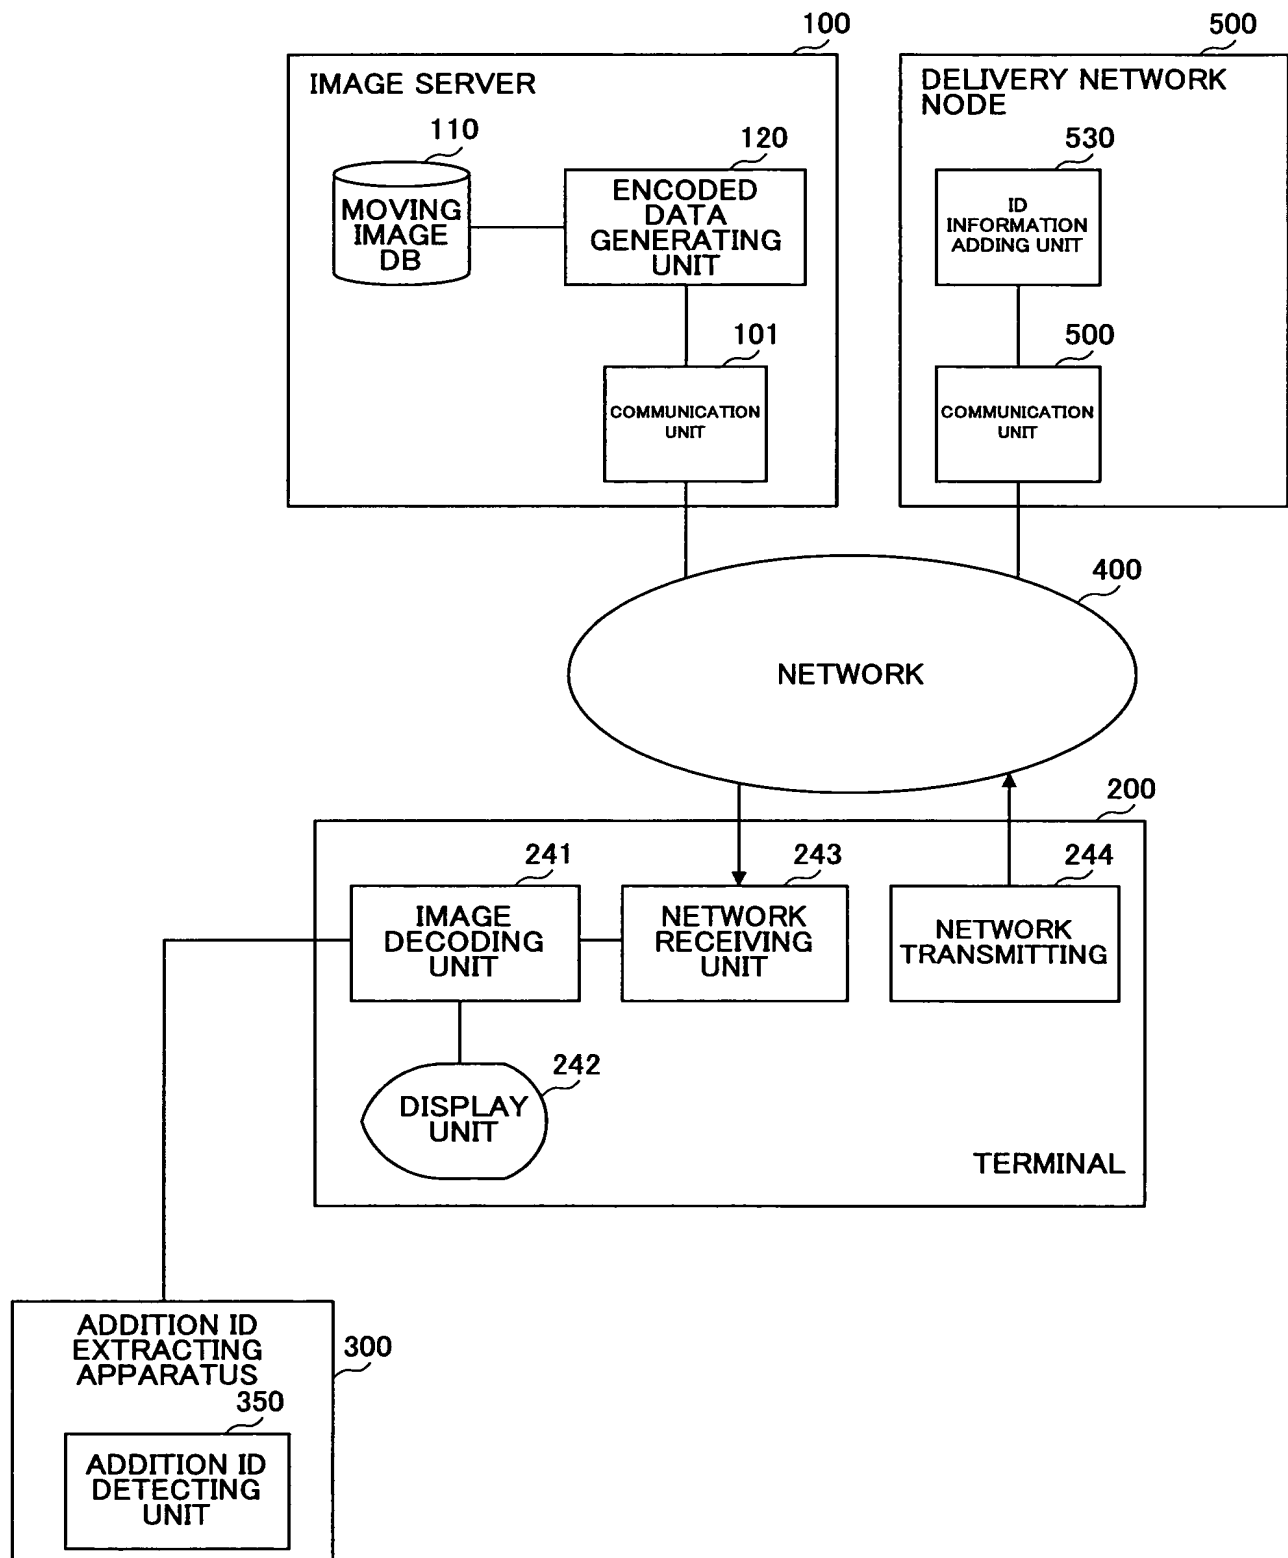 100
500
IMAGE SERVER
DELIVERY NETWORK
NODE
110
120
530
MOVING
IMAGE
DB
ENCODED
DATA
GENERATING
UNIT
ID
INFORMATION
ADDING UNIT
101
500
COMMUNICATION
UNIT
COMMUNICATION
UNIT
400
NETWORK
200
241
243
244
IMAGE
DECODING
UNIT
NETWORK
RECEIVING
UNIT
NETWORK
TRANSMITTING
242
DISPLAY
UNIT
TERMINAL
ADDITION ID
EXTRACTING
APPARATUS
300
350
ADDITION ID
DETECTING
UNIT